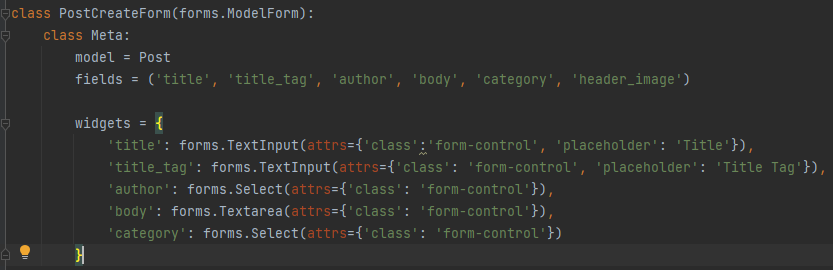 class PostCreateForm(forms.ModelForm):
    class Meta:
        model = Post
        fields = ('title', 'title_tag', 'author', 'body', 'category', 'header_image')

        widgets = {
            'title': forms.TextInput(attrs={'class':'form-control', 'placeholder': 'Title'}),
            'title_tag': forms.TextInput(attrs={'class': 'form-control', 'placeholder': 'Title Tag'}),
            'author': forms.Select(attrs={'class': 'form-control'}),
            'body': forms.Textarea(attrs={'class': 'form-control'}),
            'category': forms.Select(attrs={'class': 'form-control'})
        }